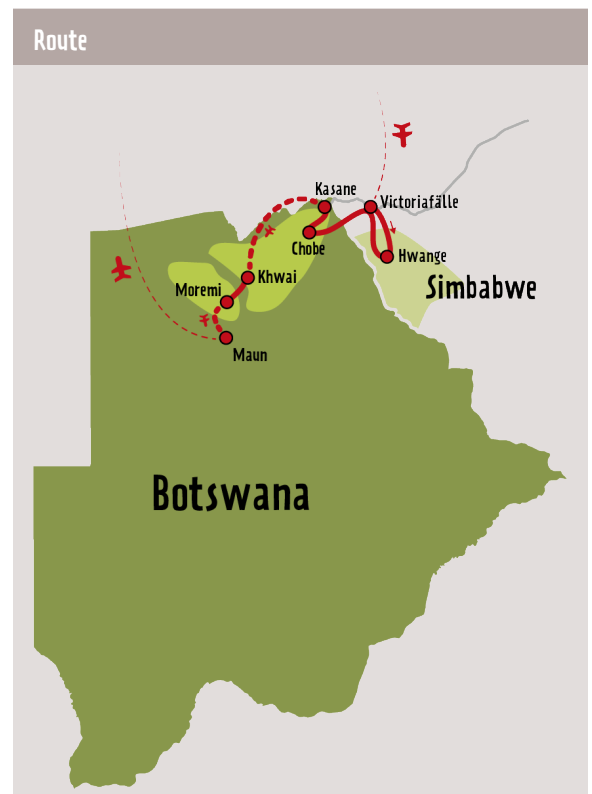 Route
Kasane
Victoriafälle
Chobe
Hwange
Khwai
Moremi
Simbabwe
Maun
Botswana